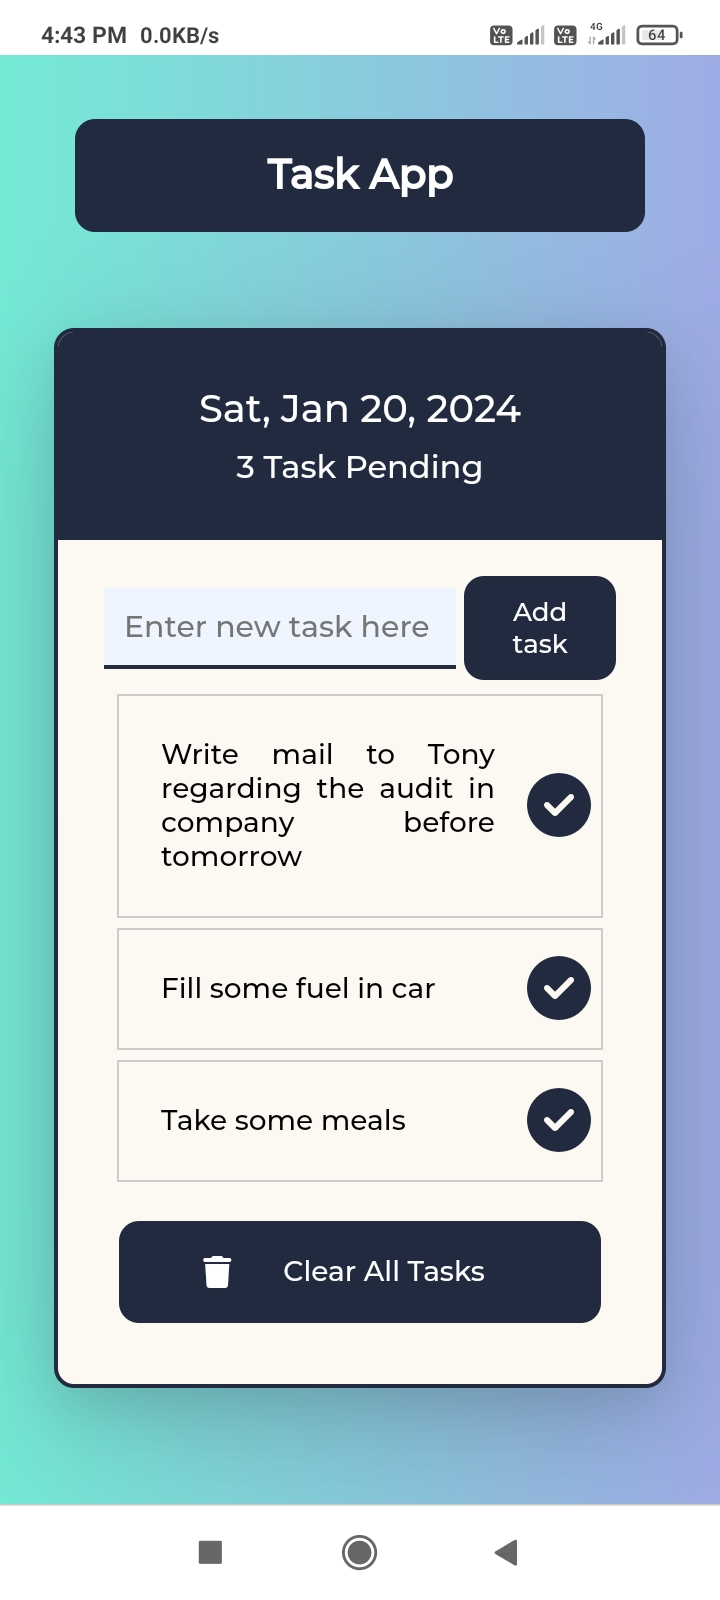 4:43 PM 0.0KB/s Vo LTE Vo LTE 4G 64
Task App
Sat, Jan 20, 2024
3 Task Pending
Enter new task here
Add
task
Write mail to Tony
regarding the audit in
company before
tomorrow
Fill some fuel in car
Take some meals
Clear All Tasks